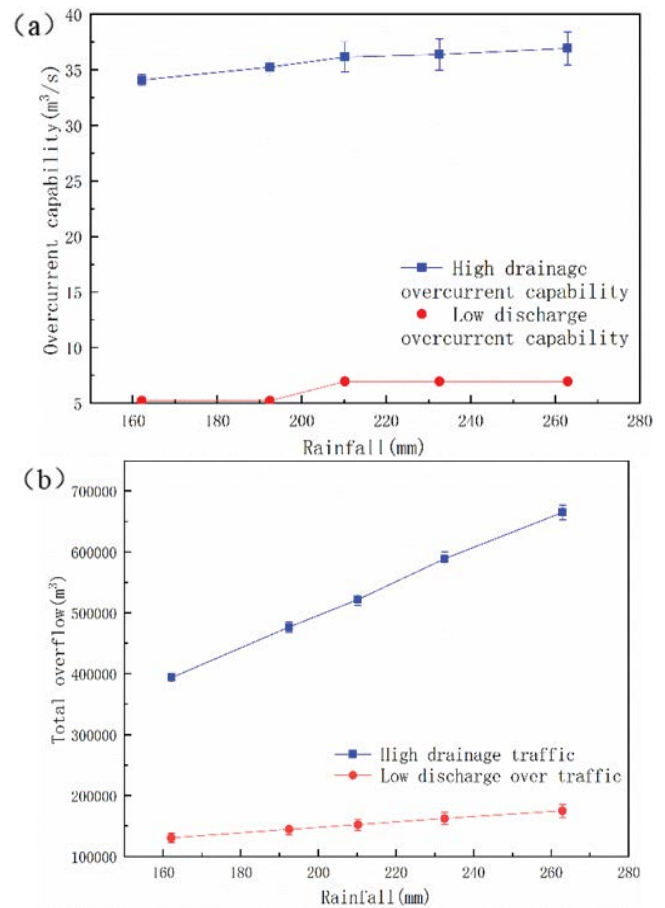 (a)
40
35
30
25
20
15
10
5
Overcurrent capability(m³/s)
High drainage
overcurrent capability
Low discharge
overcurrent capability
160 180 200 220 240 260 280
Rainfall(mm)
(b)
700000
600000
500000
400000
300000
200000
100000
Total overflow(m³)
High drainage traffic
Low discharge over traffic
160 180 200 220 240 260 280
Rainfall(mm)